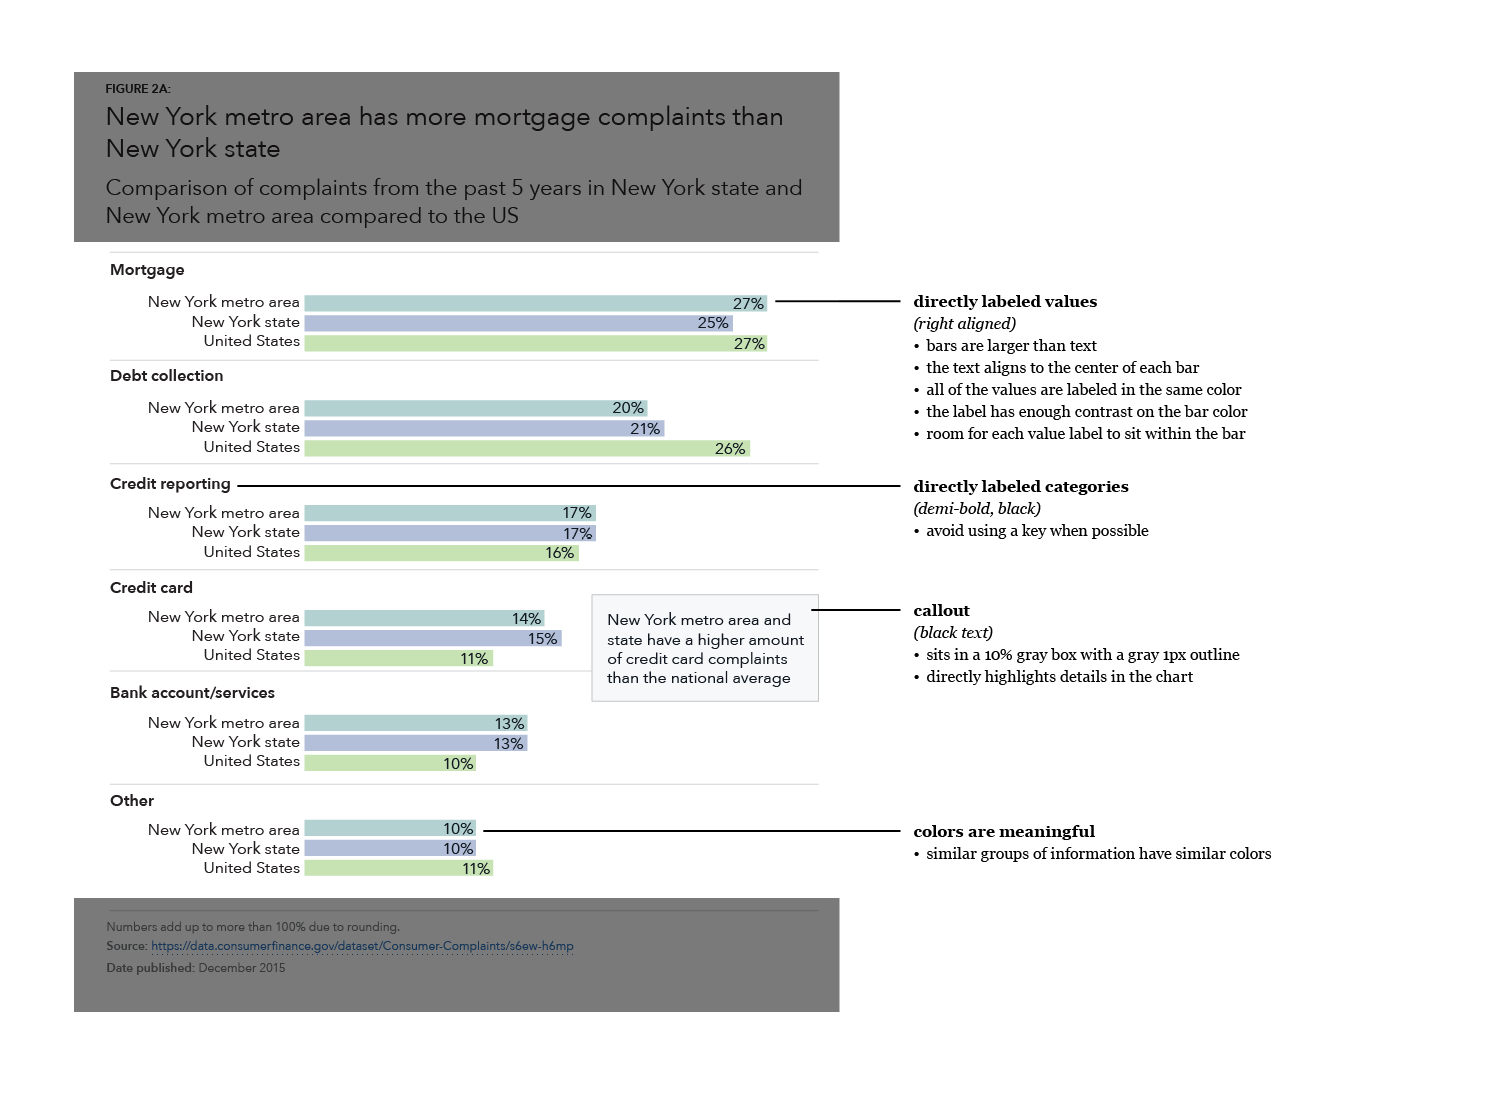 FIGURE 2A:
New York metro area has more mortgage complaints than
New York state
Comparison of complaints from the past 5 years in New York state and
New York metro area compared to the US
Mortgage
New York metro area 27%
New York state 25%
United States 27%
Debt collection
New York metro area 20%
New York state 21%
United States 26%
Credit reporting
New York metro area 17%
New York state 17%
United States 16%
Credit card
New York metro area 14%
New York state 15%
United States 11%
New York metro area and
state have a higher amount
of credit card complaints
than the national average
Bank account/services
New York metro area 13%
New York state 13%
United States 10%
Other
New York metro area 10%
New York state 10%
United States 11%
Numbers add up to more than 100% due to rounding.
Source: https://data.consumerfinance.gov/dataset/Consumer-Complaints/s6ew-h6mp
Date published: December 2015
directly labeled values
(right aligned)
• bars are larger than text
• the text aligns to the center of each bar
• all of the values are labeled in the same color
• the label has enough contrast on the bar color
• room for each value label to sit within the bar
directly labeled categories
(demi-bold, black)
• avoid using a key when possible
callout
(black text)
• sits in a 10% gray box with a gray 1px outline
• directly highlights details in the chart
colors are meaningful
• similar groups of information have similar colors